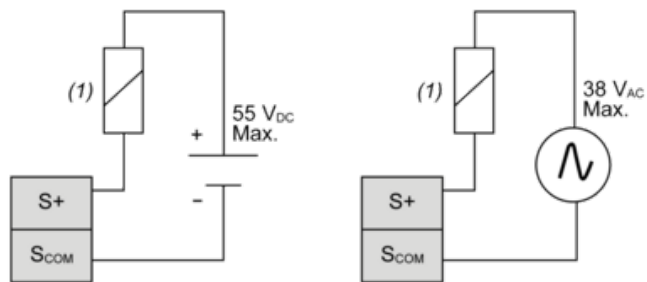 (1)
55 VDC
Max.
+
−
S+
SCOM
(1)
38 VAC
Max.
S+
SCOM